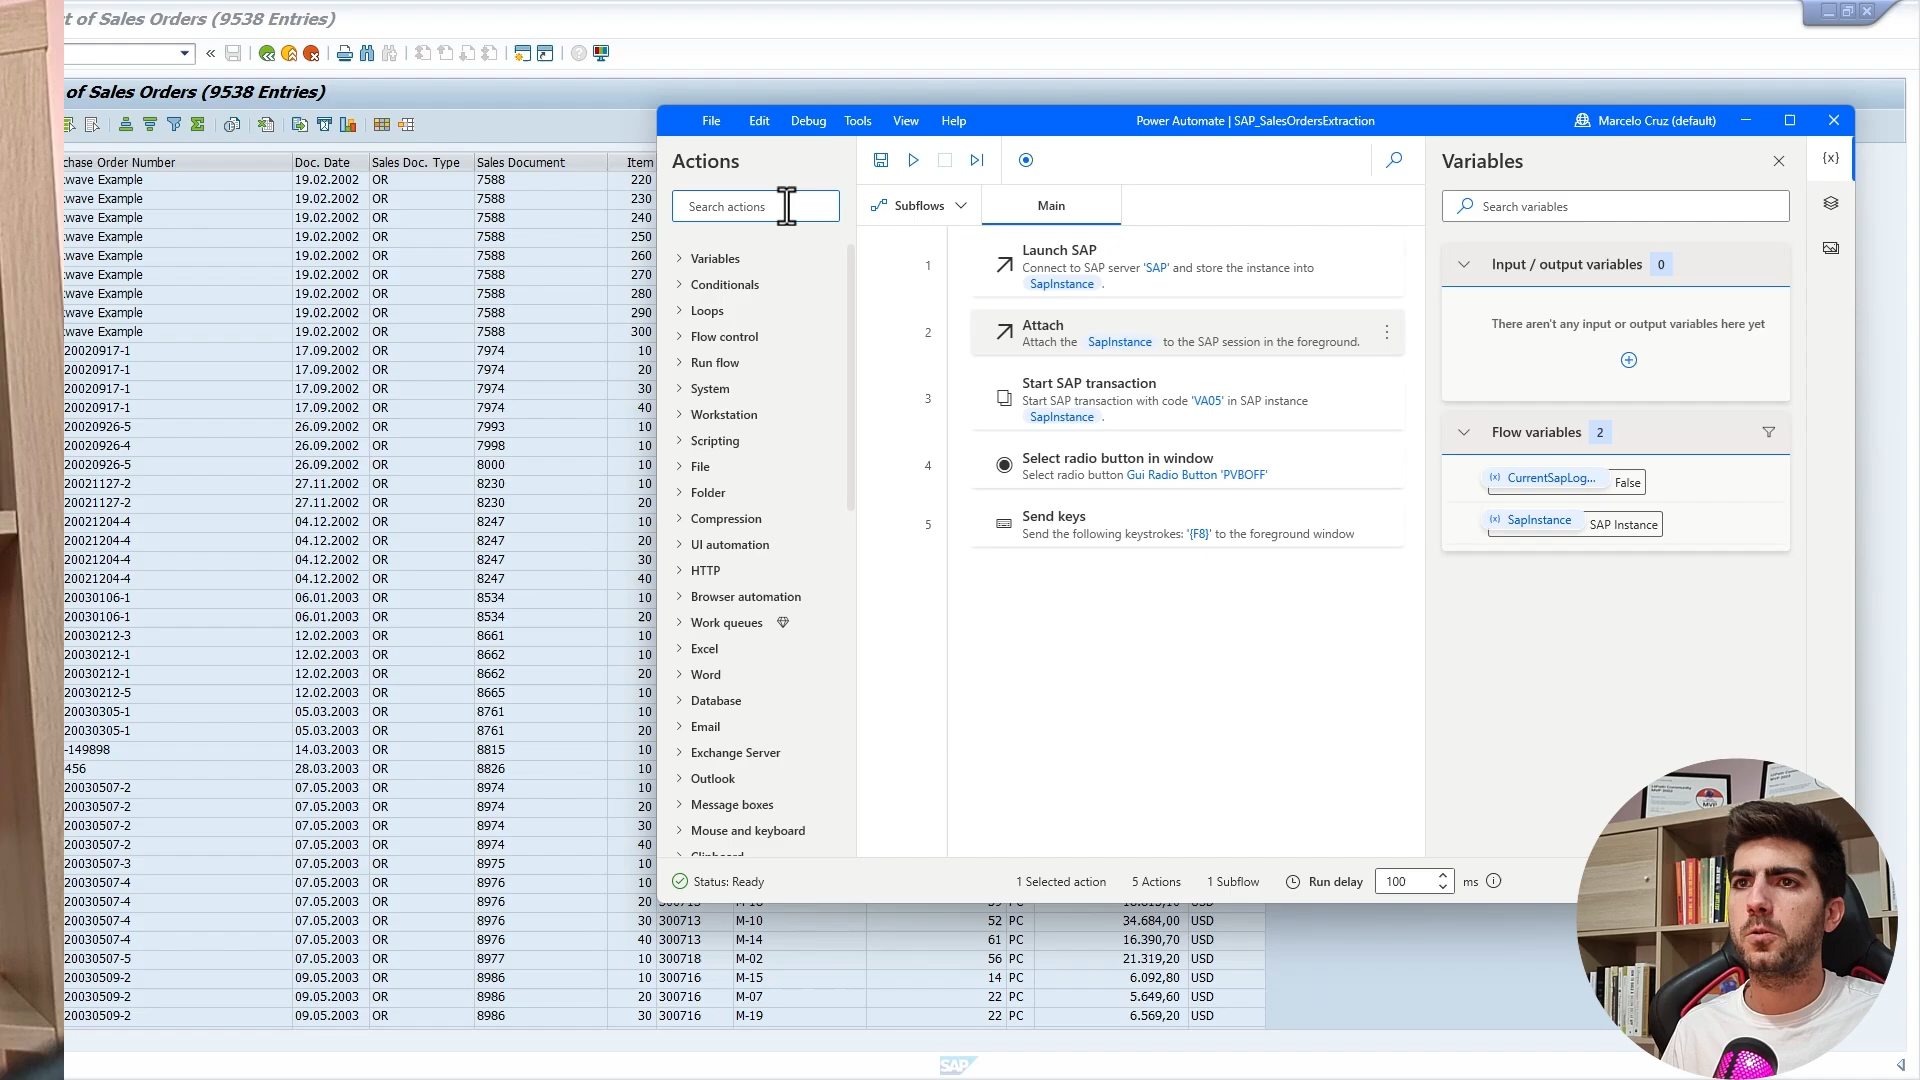 t of Sales Orders (9538 Entries)
of Sales Orders (9538 Entries)
chase Order Number Doc. Date Sales Doc. Type Sales Document Item
wave Example 19.02.2002 OR 7588 220
wave Example 19.02.2002 OR 7588 230
wave Example 19.02.2002 OR 7588 240
wave Example 19.02.2002 OR 7588 250
wave Example 19.02.2002 OR 7588 260
wave Example 19.02.2002 OR 7588 270
wave Example 19.02.2002 OR 7588 280
wave Example 19.02.2002 OR 7588 290
wave Example 19.02.2002 OR 7588 300
20020917-1 17.09.2002 OR 7974 10
20020917-1 17.09.2002 OR 7974 20
20020917-1 17.09.2002 OR 7974 30
20020917-1 17.09.2002 OR 7974 40
20020926-5 26.09.2002 OR 7993 10
20020926-4 26.09.2002 OR 7998 10
20020926-5 26.09.2002 OR 8000 10
20021127-2 27.11.2002 OR 8230 10
20021127-2 27.11.2002 OR 8230 20
20021204-4 04.12.2002 OR 8247 10
20021204-4 04.12.2002 OR 8247 20
20021204-4 04.12.2002 OR 8247 30
20021204-4 04.12.2002 OR 8247 40
20030106-1 06.01.2003 OR 8534 10
20030106-1 06.01.2003 OR 8534 20
20030212-3 12.02.2003 OR 8661 10
20030212-1 12.02.2003 OR 8662 10
20030212-1 12.02.2003 OR 8662 20
20030212-5 12.02.2003 OR 8665 10
20030305-1 05.03.2003 OR 8761 10
20030305-1 05.03.2003 OR 8761 20
-149898 14.03.2003 OR 8815 10
456 28.03.2003 OR 8826 10
20030507-2 07.05.2003 OR 8974 10
20030507-2 07.05.2003 OR 8974 20
20030507-2 07.05.2003 OR 8974 30
20030507-2 07.05.2003 OR 8974 40
20030507-3 07.05.2003 OR 8975 10
20030507-4 07.05.2003 OR 8976 10
20030507-4 07.05.2003 OR 8976 20
20030507-4 07.05.2003 OR 8976 30 300713 M-10 52 PC 34.684,00 USD
20030507-4 07.05.2003 OR 8976 40 300713 M-14 61 PC 16.390,70 USD
20030507-5 07.05.2003 OR 8977 10 300718 M-02 56 PC 21.319,20 USD
20030509-2 09.05.2003 OR 8986 10 300716 M-15 14 PC 6.092,80 USD
20030509-2 09.05.2003 OR 8986 20 300716 M-07 22 PC 5.649,60 USD
20030509-2 09.05.2003 OR 8986 30 300716 M-19 22 PC 6.569,20 USD
SAP
File Edit Debug Tools View Help
Power Automate | SAP_SalesOrdersExtraction
Marcelo Cruz (default)
Actions
Search actions
Variables
Conditionals
Loops
Flow control
Run flow
System
Workstation
Scripting
File
Folder
Compression
UI automation
HTTP
Browser automation
Work queues
Excel
Word
Database
Email
Exchange Server
Outlook
Message boxes
Mouse and keyboard
Subflows
Main
1
Launch SAP
Connect to SAP server 'SAP' and store the instance into
SapInstance .
2
Attach
Attach the SapInstance to the SAP session in the foreground.
3
Start SAP transaction
Start SAP transaction with code 'VA05' in SAP instance
SapInstance .
4
Select radio button in window
Select radio button Gui Radio Button 'PVBOFF'
5
Send keys
Send the following keystrokes: '{F8}' to the foreground window
Variables
{x}
Search variables
Input / output variables 0
There aren't any input or output variables here yet
Flow variables 2
(x) CurrentSapLog... False
(x) SapInstance SAP Instance
Status: Ready
1 Selected action
5 Actions
1 Subflow
Run delay 100 ms